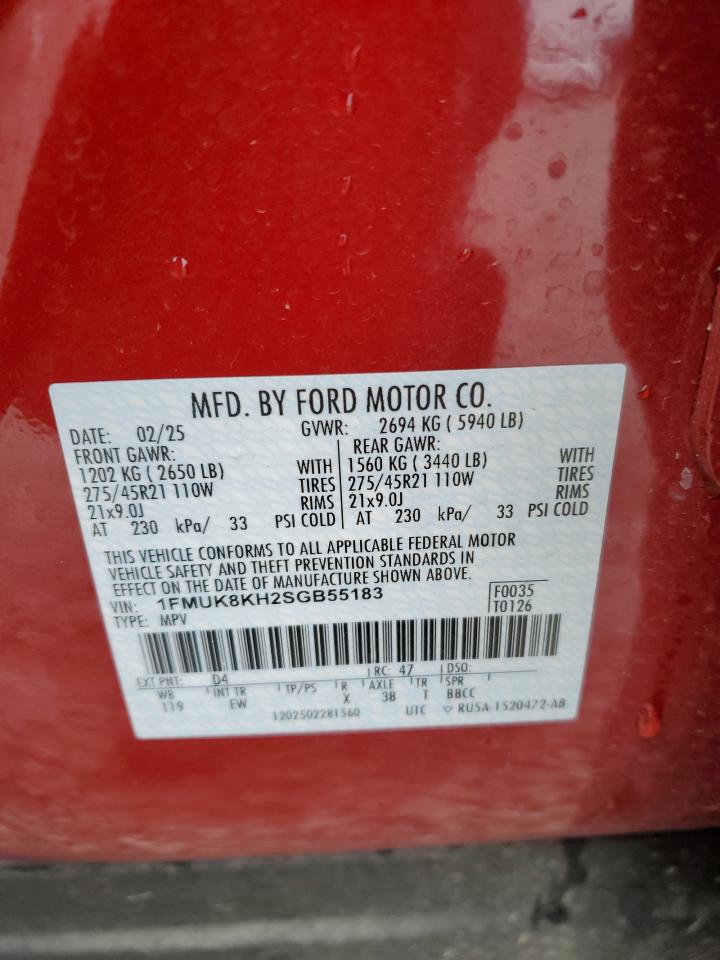 MFD. BY FORD MOTOR CO.
DATE: 02/25 GVWR: 2694 KG ( 5940 LB)
FRONT GAWR: REAR GAWR:
1202 KG ( 2650 LB) WITH 1560 KG ( 3440 LB) WITH
275/45R21 110W TIRES 275/45R21 110W TIRES
21x9.0J RIMS 21x9.0J RIMS
AT 230 kPa/ 33 PSI COLD AT 230 kPa/ 33 PSI COLD
THIS VEHICLE CONFORMS TO ALL APPLICABLE FEDERAL MOTOR
VEHICLE SAFETY AND THEFT PREVENTION STANDARDS IN
EFFECT ON THE DATE OF MANUFACTURE SHOWN ABOVE.
VIN: 1FMUK8KH2SGB55183 F0035
TYPE: MPV T0126
EXT PNT: D4 RC: 47 DSO:
WB INT TR TP/PS R AXLE TR SPR
119 EW X 3B T BBCC
1202502281560 UTC ▽ RU5A-1520472-AB